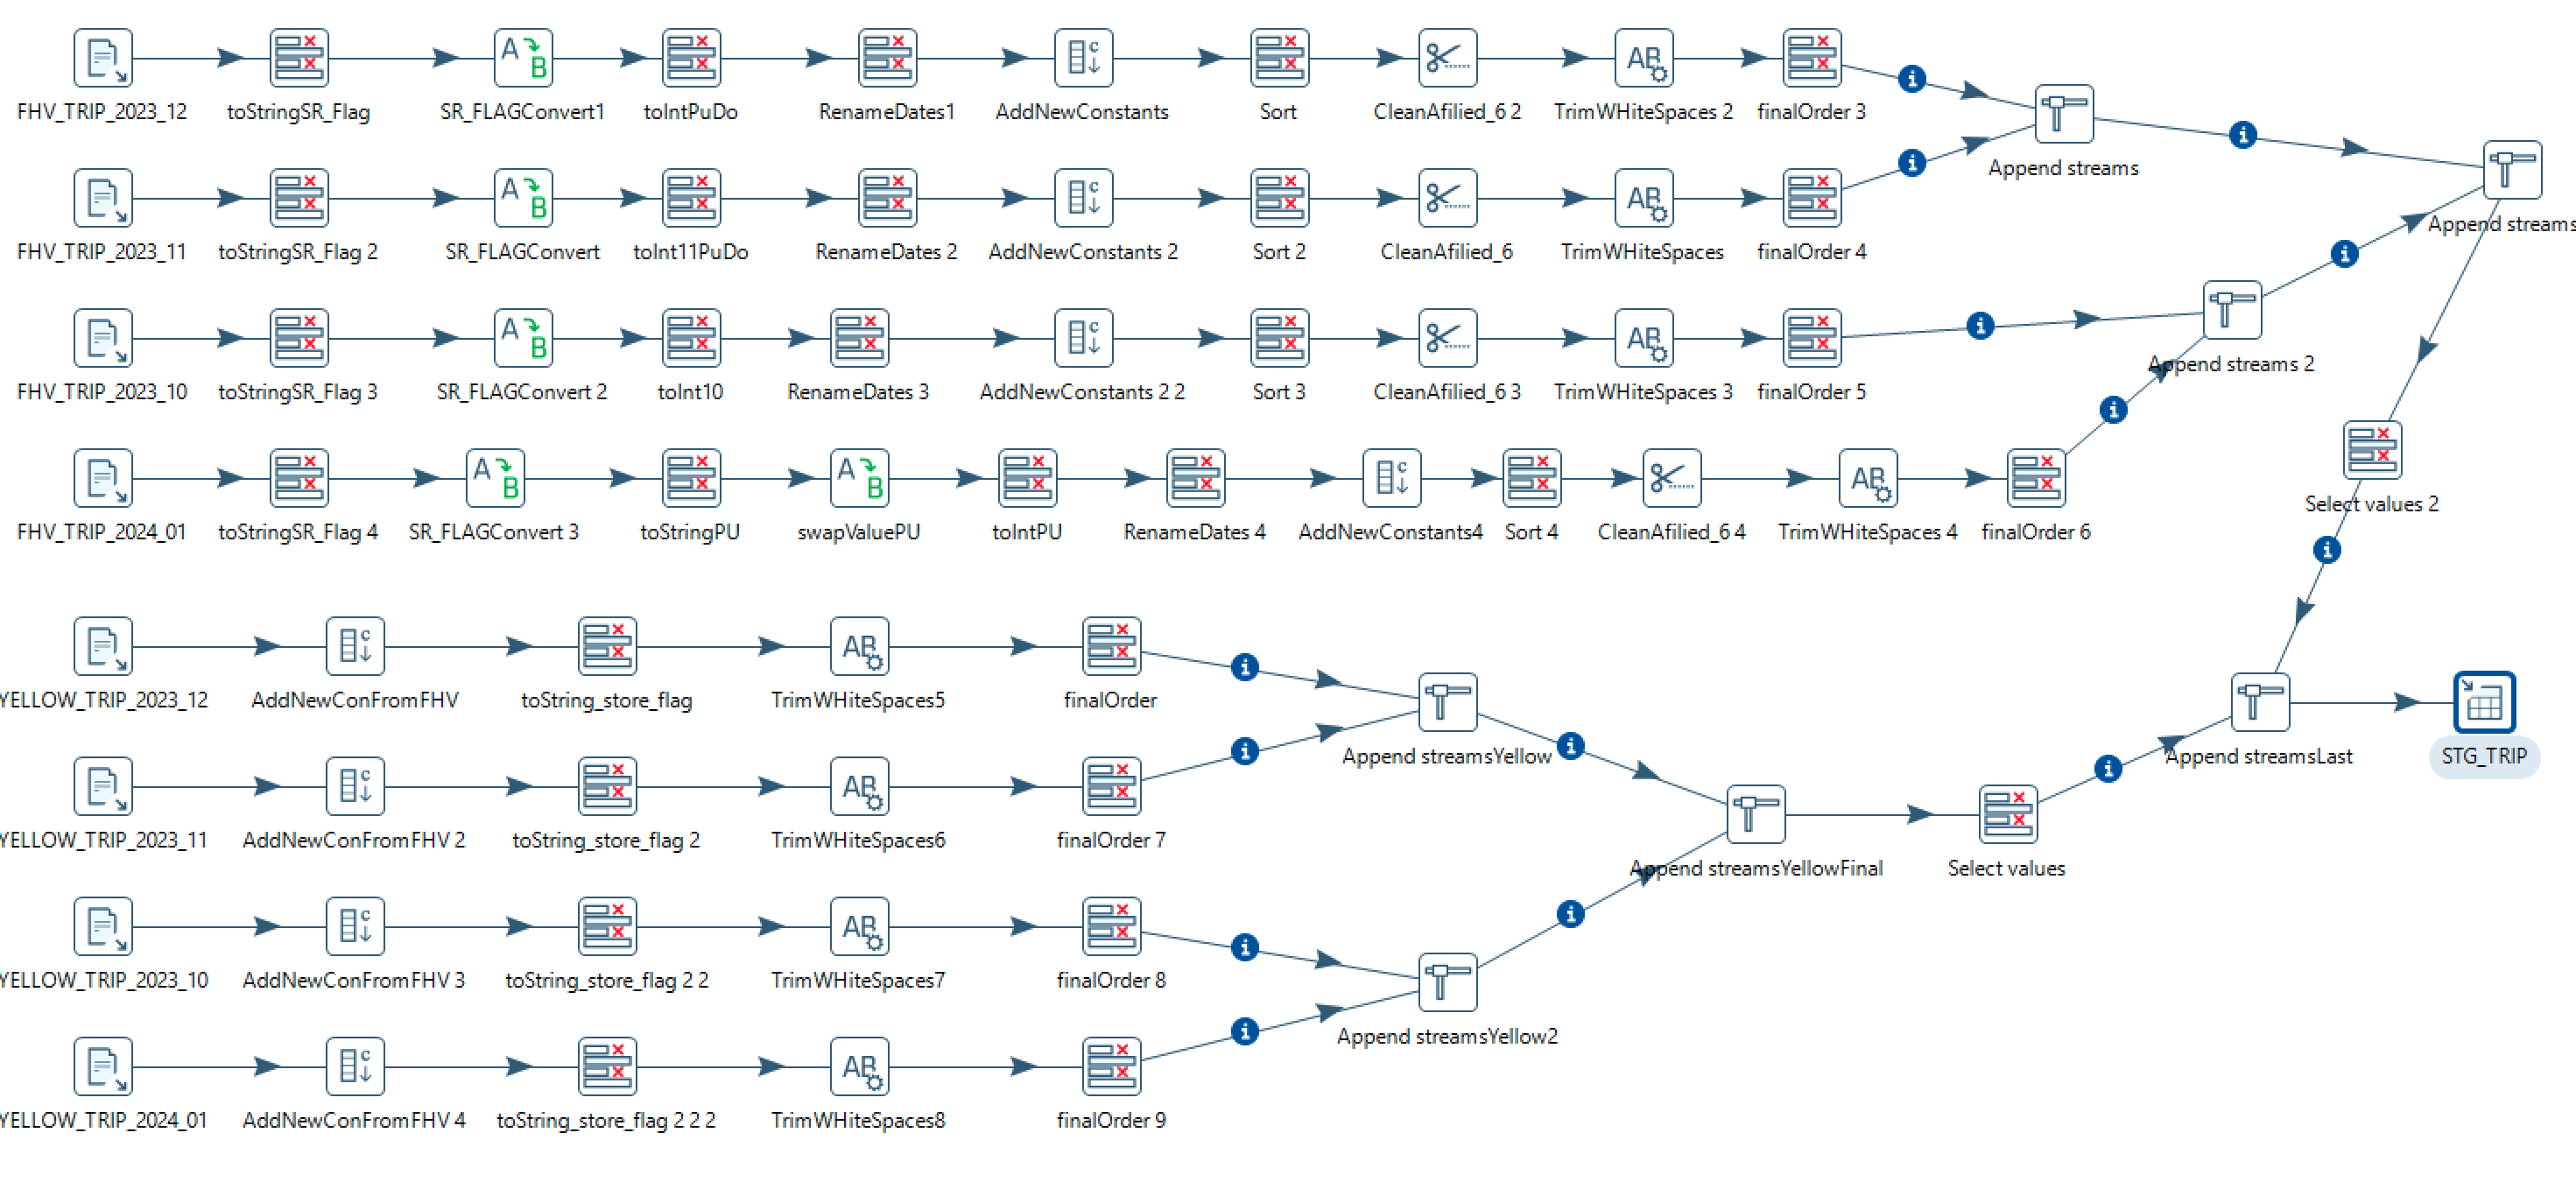 FHV_TRIP_2023_12 toStringSR_Flag SR_FLAGConvert1 toIntPuDo RenameDates1 AddNewConstants Sort CleanAfilied_6 2 TrimWHiteSpaces 2 finalOrder 3
Append streams
Append streams
FHV_TRIP_2023_11 toStringSR_Flag 2 SR_FLAGConvert toInt11PuDo RenameDates 2 AddNewConstants 2 Sort 2 CleanAfilied_6 TrimWHiteSpaces finalOrder 4
Append streams 2
FHV_TRIP_2023_10 toStringSR_Flag 3 SR_FLAGConvert 2 toInt10 RenameDates 3 AddNewConstants 2 2 Sort 3 CleanAfilied_6 3 TrimWHiteSpaces 3 finalOrder 5
Select values 2
FHV_TRIP_2024_01 toStringSR_Flag 4 SR_FLAGConvert 3 toStringPU swapValuePU toIntPU RenameDates 4 AddNewConstants4 Sort 4 CleanAfilied_6 4 TrimWHiteSpaces 4 finalOrder 6
YELLOW_TRIP_2023_12 AddNewConFromFHV toString_store_flag TrimWHiteSpaces5 finalOrder
Append streamsYellow Append streamsLast STG_TRIP
YELLOW_TRIP_2023_11 AddNewConFromFHV 2 toString_store_flag 2 TrimWHiteSpaces6 finalOrder 7
Append streamsYellowFinal Select values
YELLOW_TRIP_2023_10 AddNewConFromFHV 3 toString_store_flag 2 2 TrimWHiteSpaces7 finalOrder 8
Append streamsYellow2
YELLOW_TRIP_2024_01 AddNewConFromFHV 4 toString_store_flag 2 2 2 TrimWHiteSpaces8 finalOrder 9